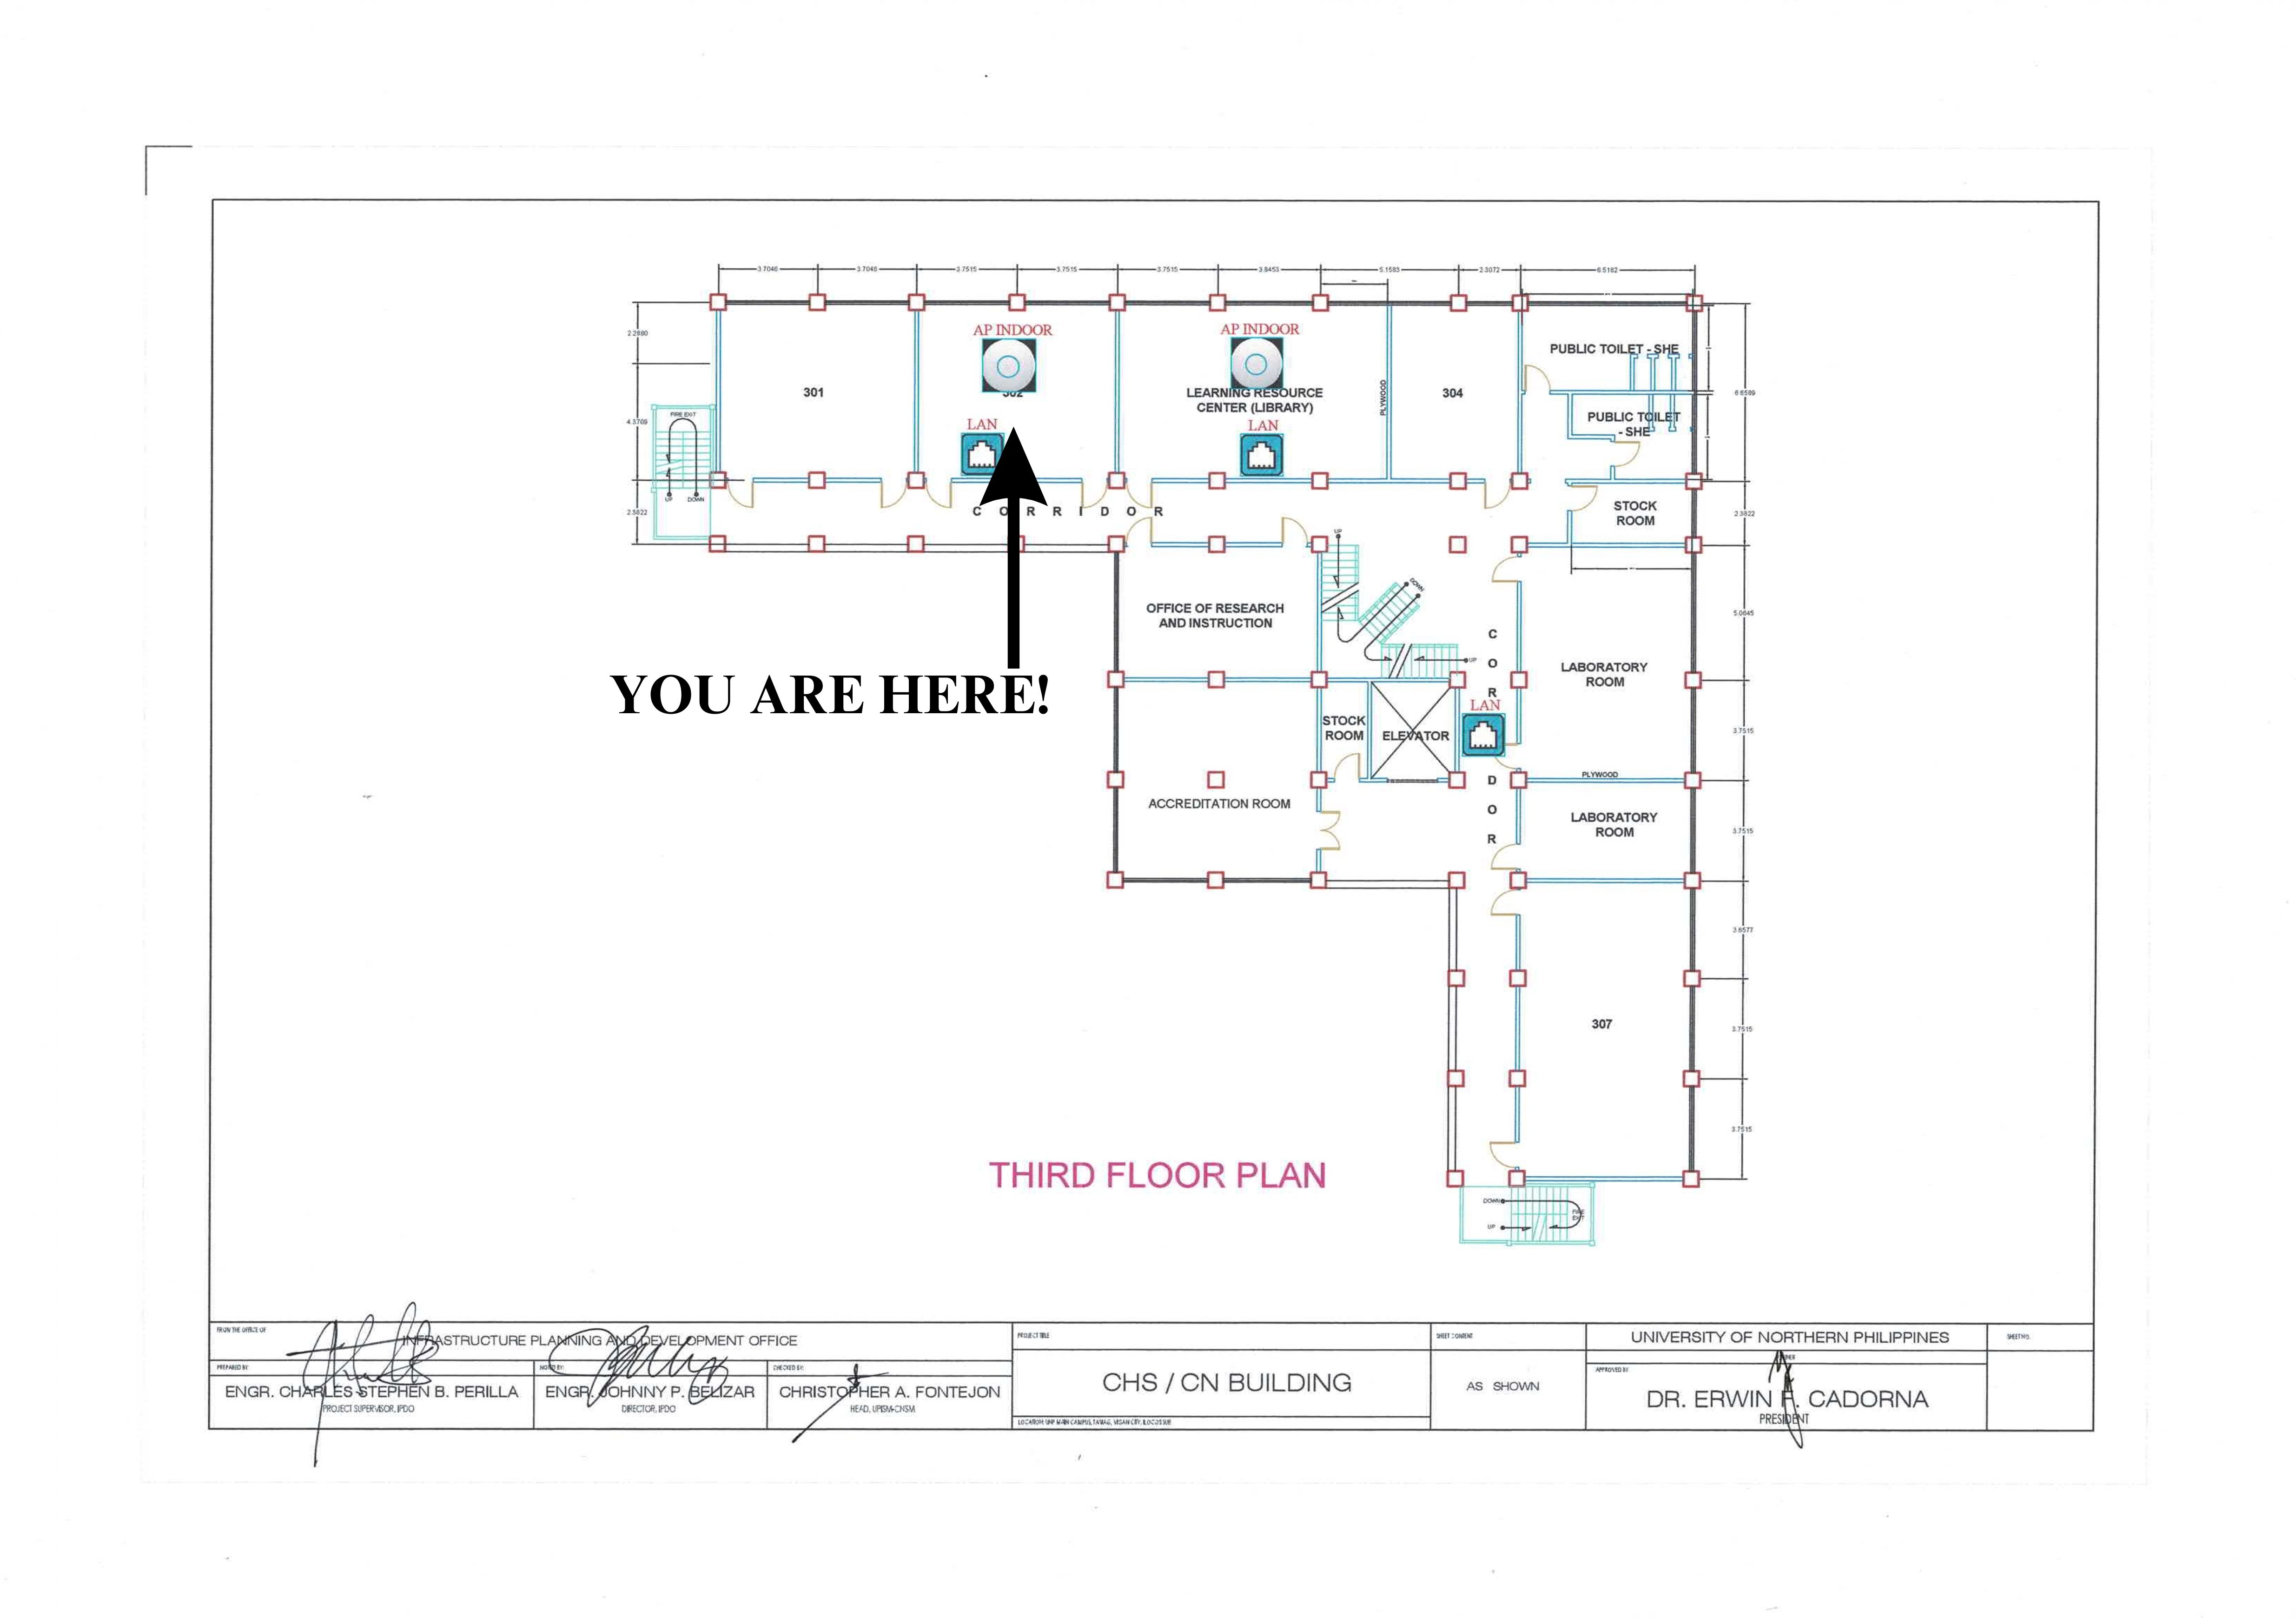 3.7046 3.7046 3.7515 3.7515 3.7515 3.8453 5.1583 2.3072 6.5182
2.2880
4.3709
2.3822
AP INDOOR
AP INDOOR
PUBLIC TOILET - SHE
301
302
LEARNING RESOURCE
CENTER (LIBRARY)
PLYWOOD
304
6.6589
FIRE EXIT
LAN
LAN
PUBLIC TOILET
- SHE
UP DOWN
CORRIDOR
STOCK
ROOM
2.3822
UP
DOWN
UP
OFFICE OF RESEARCH
AND INSTRUCTION
CORRIDOR
LABORATORY
ROOM
5.0645
YOU ARE HERE!
LAN
STOCK
ROOM
ELEVATOR
3.7515
PLYWOOD
ACCREDITATION ROOM
LABORATORY
ROOM
3.7515
307
3.7515
3.7515
THIRD FLOOR PLAN
DOWN
UP
FIRE
EXIT
FROM THE OFFICE OF
INFRASTRUCTURE PLANNING AND DEVELOPMENT OFFICE
PREPARED BY:
ENGR. CHARLES STEPHEN B. PERILLA
PROJECT SUPERVISOR, IPDO
NOTED BY:
ENGR. JOHNNY P. BELIZAR
DIRECTOR, IPDO
CHECKED BY:
CHRISTOPHER A. FONTEJON
HEAD, UPISM-CNSM
PROJECT TITLE
CHS / CN BUILDING
LOCATION: UNP MAIN CAMPUS, TAMAG, VIGAN CITY, ILOCOS SUR
SHEET CONTENT
AS SHOWN
UNIVERSITY OF NORTHERN PHILIPPINES
OWNER
APPROVED BY
DR. ERWIN F. CADORNA
PRESIDENT
SHEET NO.